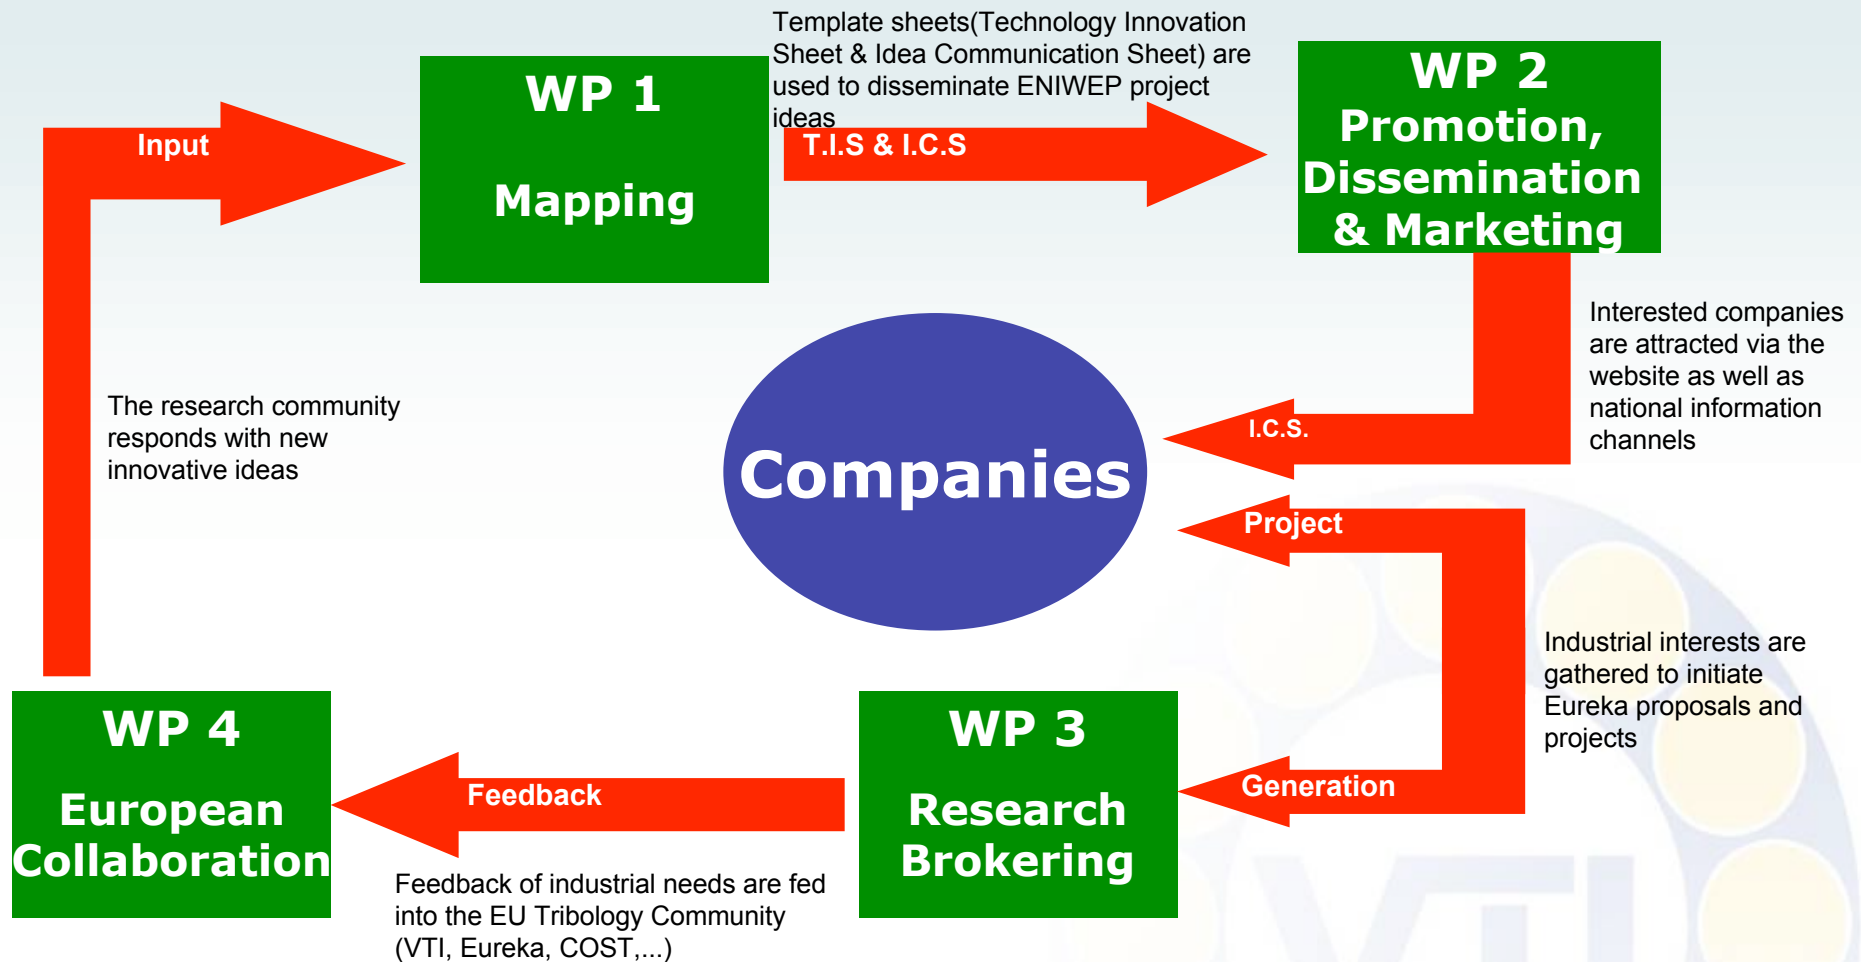 Template sheets(Technology Innovation
Sheet & Idea Communication Sheet) are
used to disseminate ENIWEP project
ideas
WP 1
Mapping
WP 2
Promotion,
Dissemination
& Marketing
Input
T.I.S & I.C.S
Interested companies
are attracted via the
website as well as
national information
channels
The research community
responds with new
innovative ideas
I.C.S.
Companies
Project
Industrial interests are
gathered to initiate
Eureka proposals and
projects
WP 4
European
Collaboration
WP 3
Research
Brokering
Generation
Feedback
Feedback of industrial needs are fed
into the EU Tribology Community
(VTI, Eureka, COST,...)
VTI